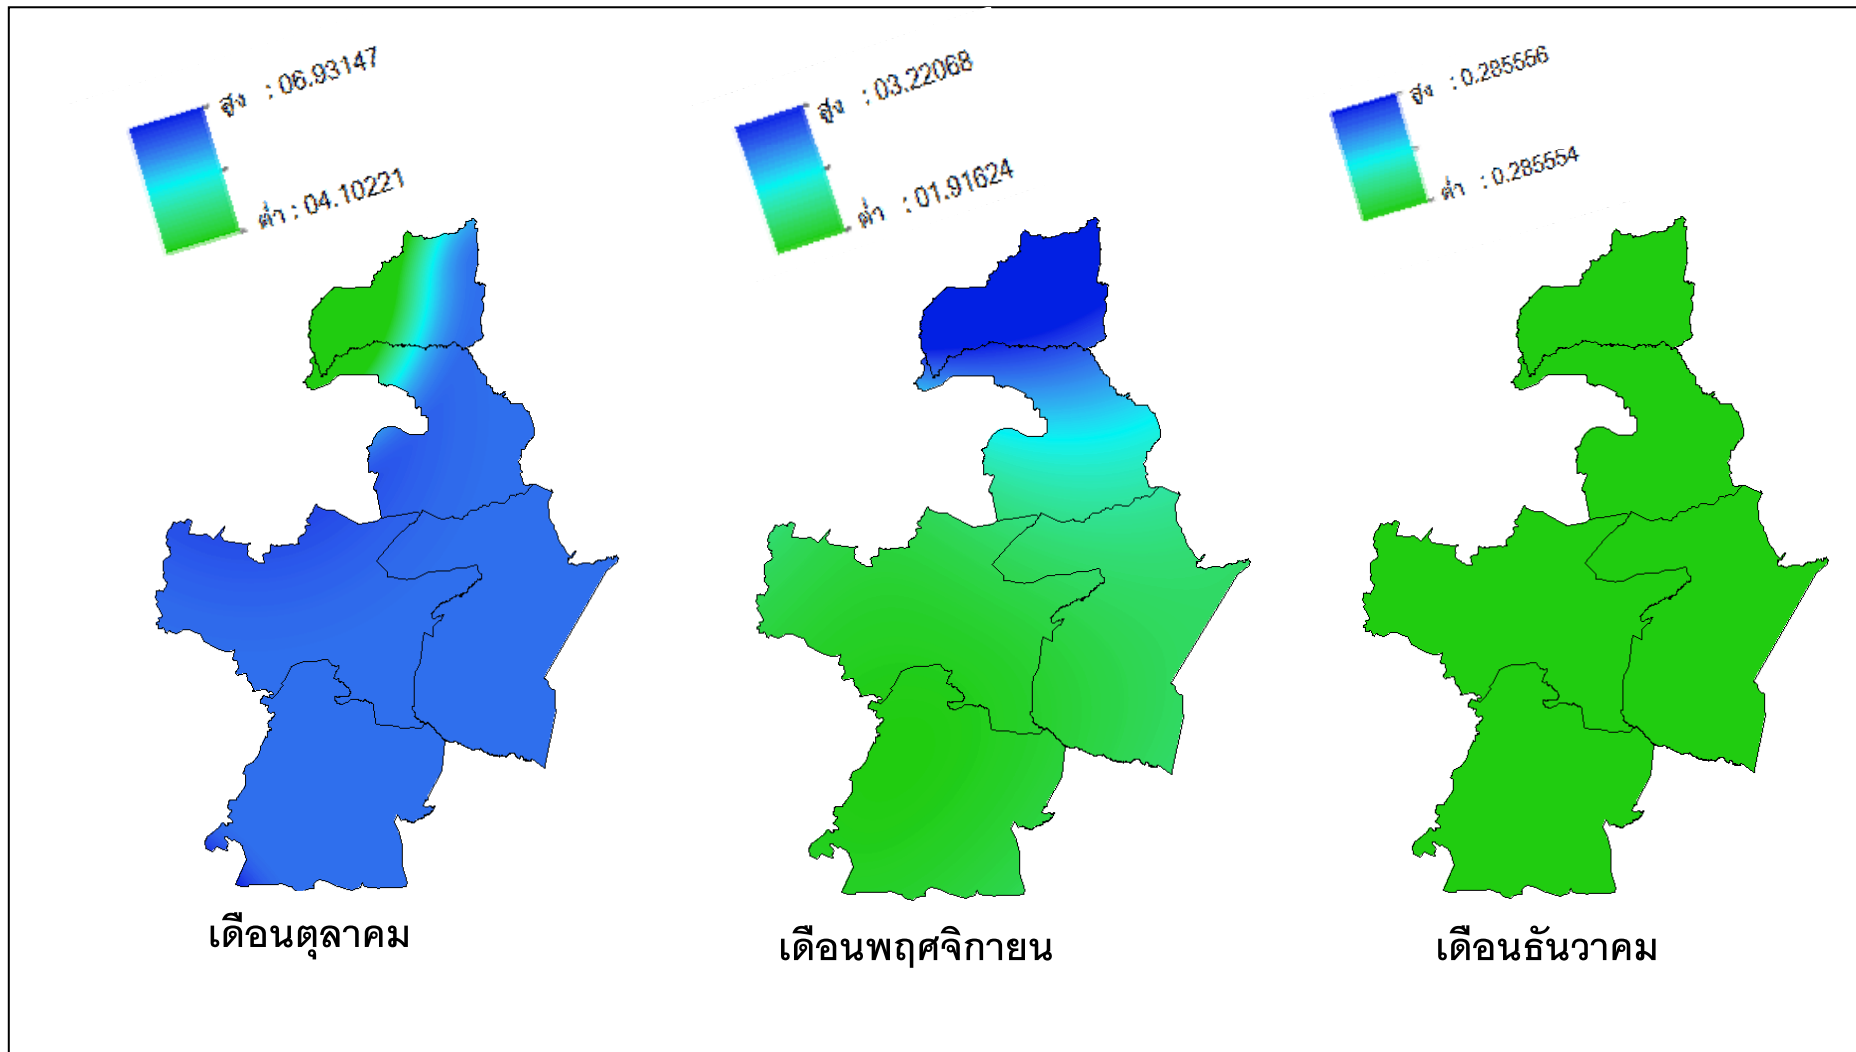 สูง : 06.93147
ต่ำ : 04.10221
สูง : 03.22068
ต่ำ : 01.91624
สูง : 0.285556
ต่ำ : 0.285554
เดือนตุลาคม
เดือนพฤศจิกายน
เดือนธันวาคม